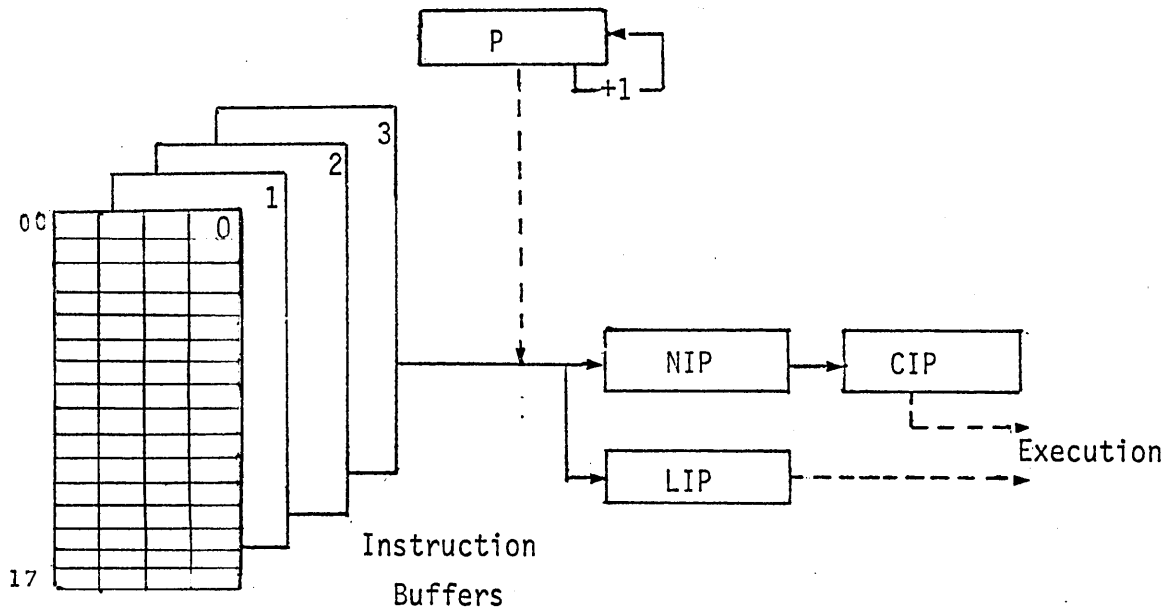 P
+1
3
2
1
0
00
NIP
CIP
Execution
LIP
Instruction
Buffers
17